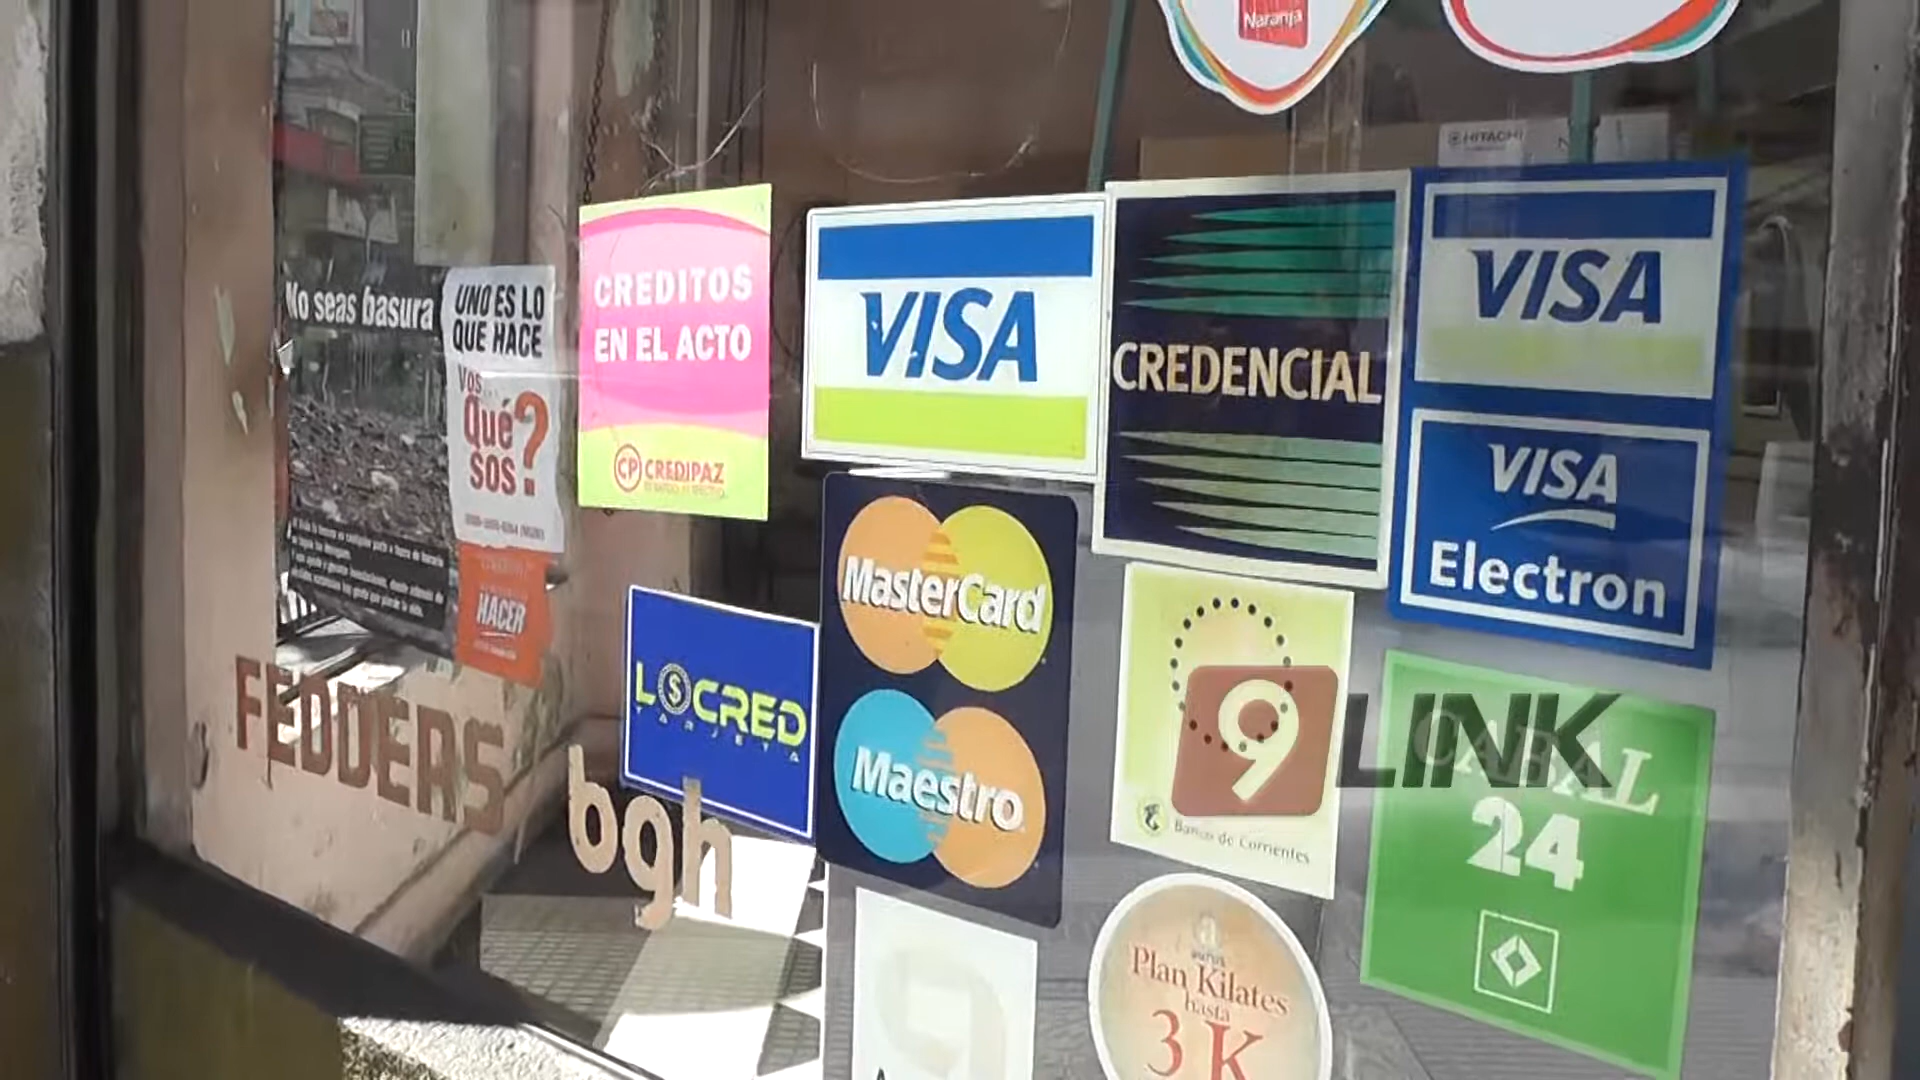 Naranja
HITACHI
No seas basura
UNO ES LO
QUE HACE
Vos
Qué?
SOS
HACER
CREDITOS
EN EL ACTO
CP CREDIPAZ
VISA
CREDENCIAL
VISA
VISA
Electron
MasterCard
Maestro
LOCRED
TARJETA
FEDDERS
bgh
9 LINK
Banco de Corrientes
CABAL
24
Plan Kilates
hasta
3 K